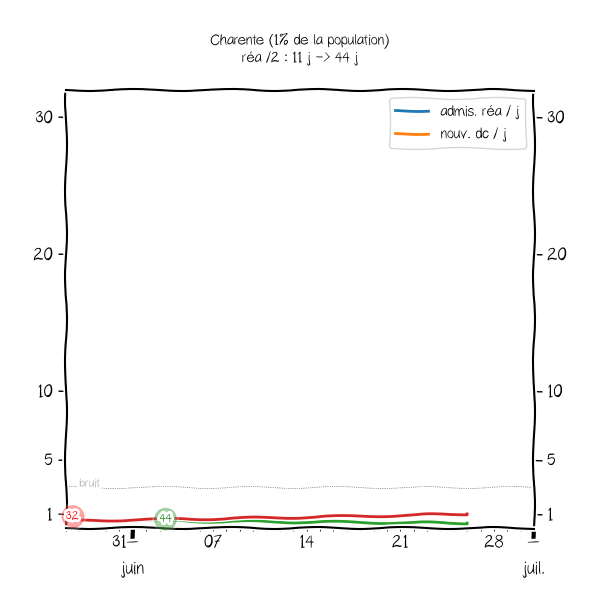 Charente (1% de la population)
réa /2 : 11 j -> 44 j
admis. réa / j
nouv. dc / j
30
30
20
20
10
10
5
5
bruit
1
32
44
1
31
07
14
21
28
juin
juil.